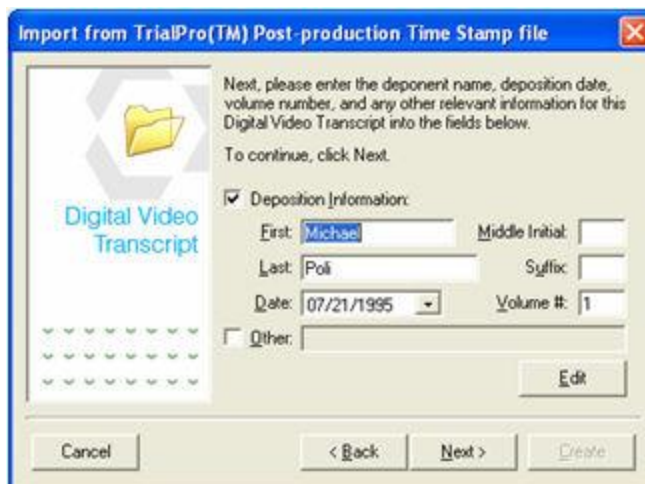 Import from TrialPro(TM) Post-production Time Stamp file
Next, please enter the deponent name, deposition date,
volume number, and any other relevant information for this
Digital Video Transcript into the fields below.
To continue, click Next.
Digital Video
Transcript
Deposition Information:
First: Michael Middle Initial:
Last: Poli Suffix:
Date: 07/21/1995 Volume #: 1
Other:
Edit
Cancel < Back Next > Create